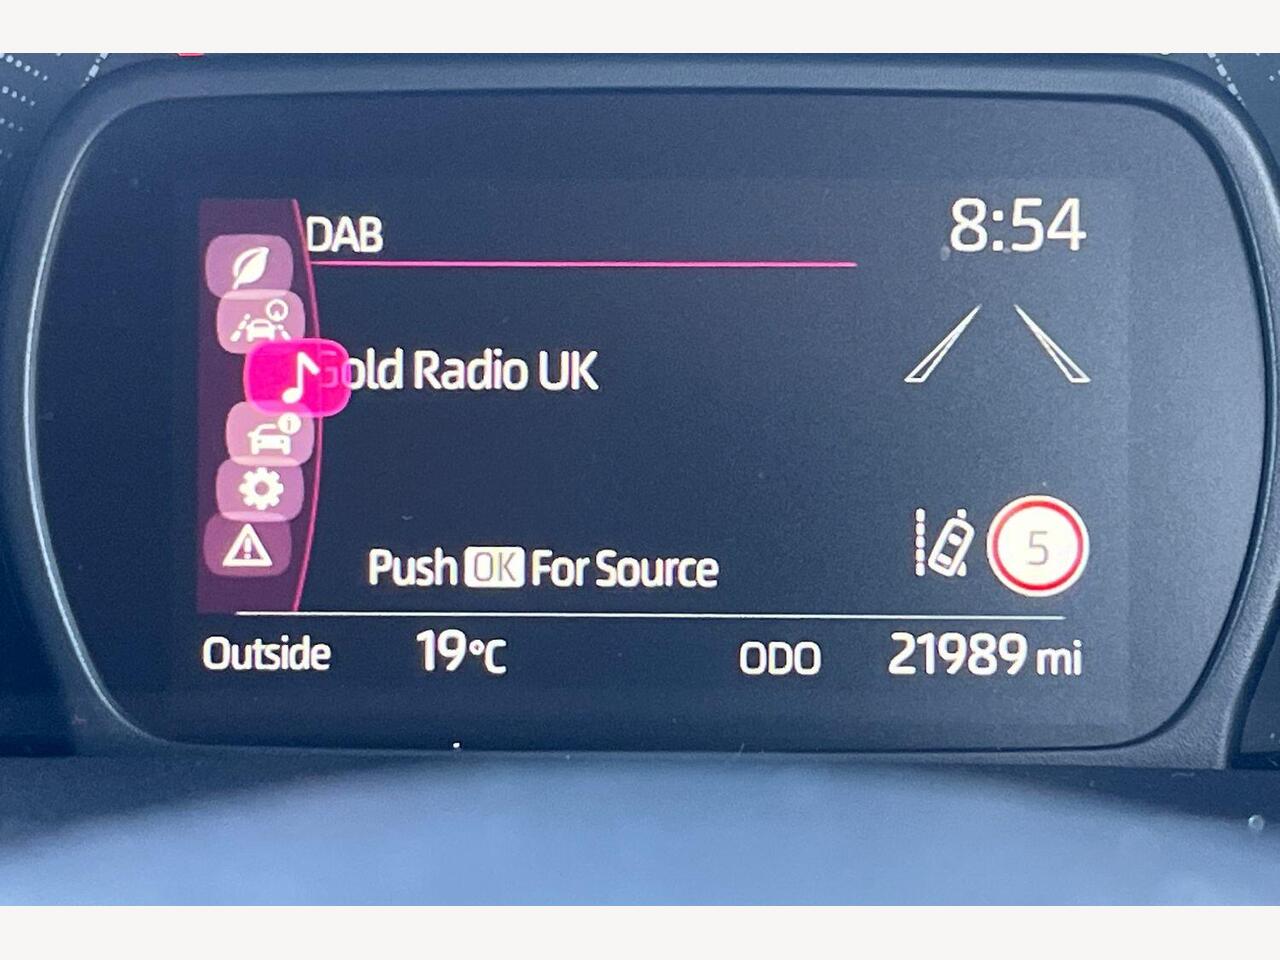 DAB
8:54
Gold Radio UK
5
Push OK For Source
Outside 19°C ODO 21989 mi